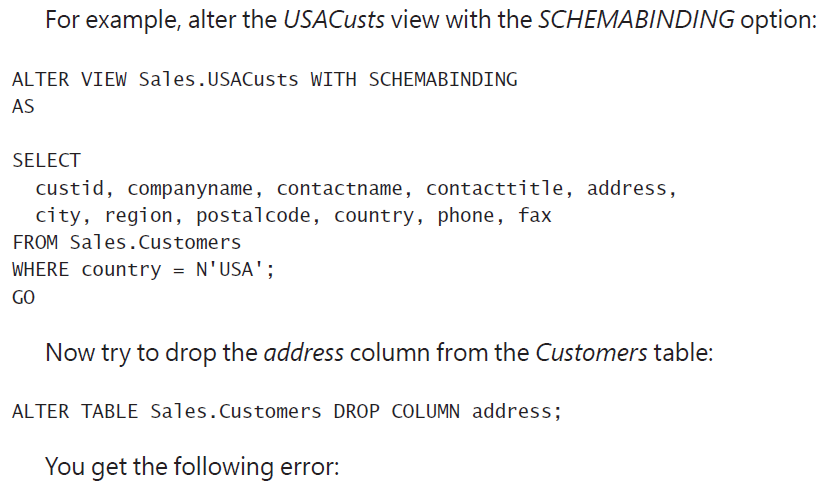 For example, alter the USACusts view with the SCHEMABINDING option:
ALTER VIEW Sales.USACusts WITH SCHEMABINDING
AS
SELECT
custid, companyname, contactname, contacttitle, address,
city, region, postalcode, country, phone, fax
FROM Sales.Customers
WHERE country = N'USA';
GO
Now try to drop the address column from the Customers table:
ALTER TABLE Sales.Customers DROP COLUMN address;
You get the following error: